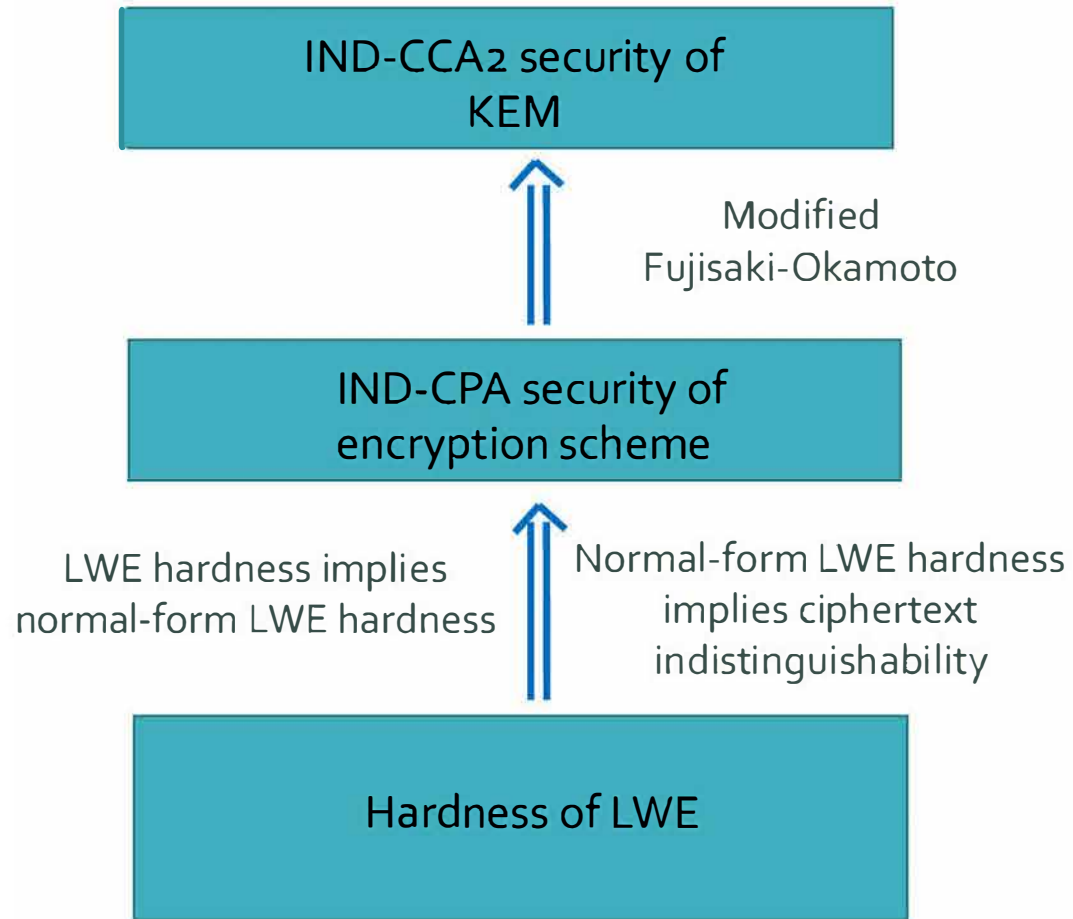 IND-CCA2 security of
KEM
Modified
Fujisaki-Okamoto
IND-CPA security of
encryption scheme
LWE hardness implies
normal-form LWE hardness
Normal-form LWE hardness
implies ciphertext
indistinguishability
Hardness of LWE